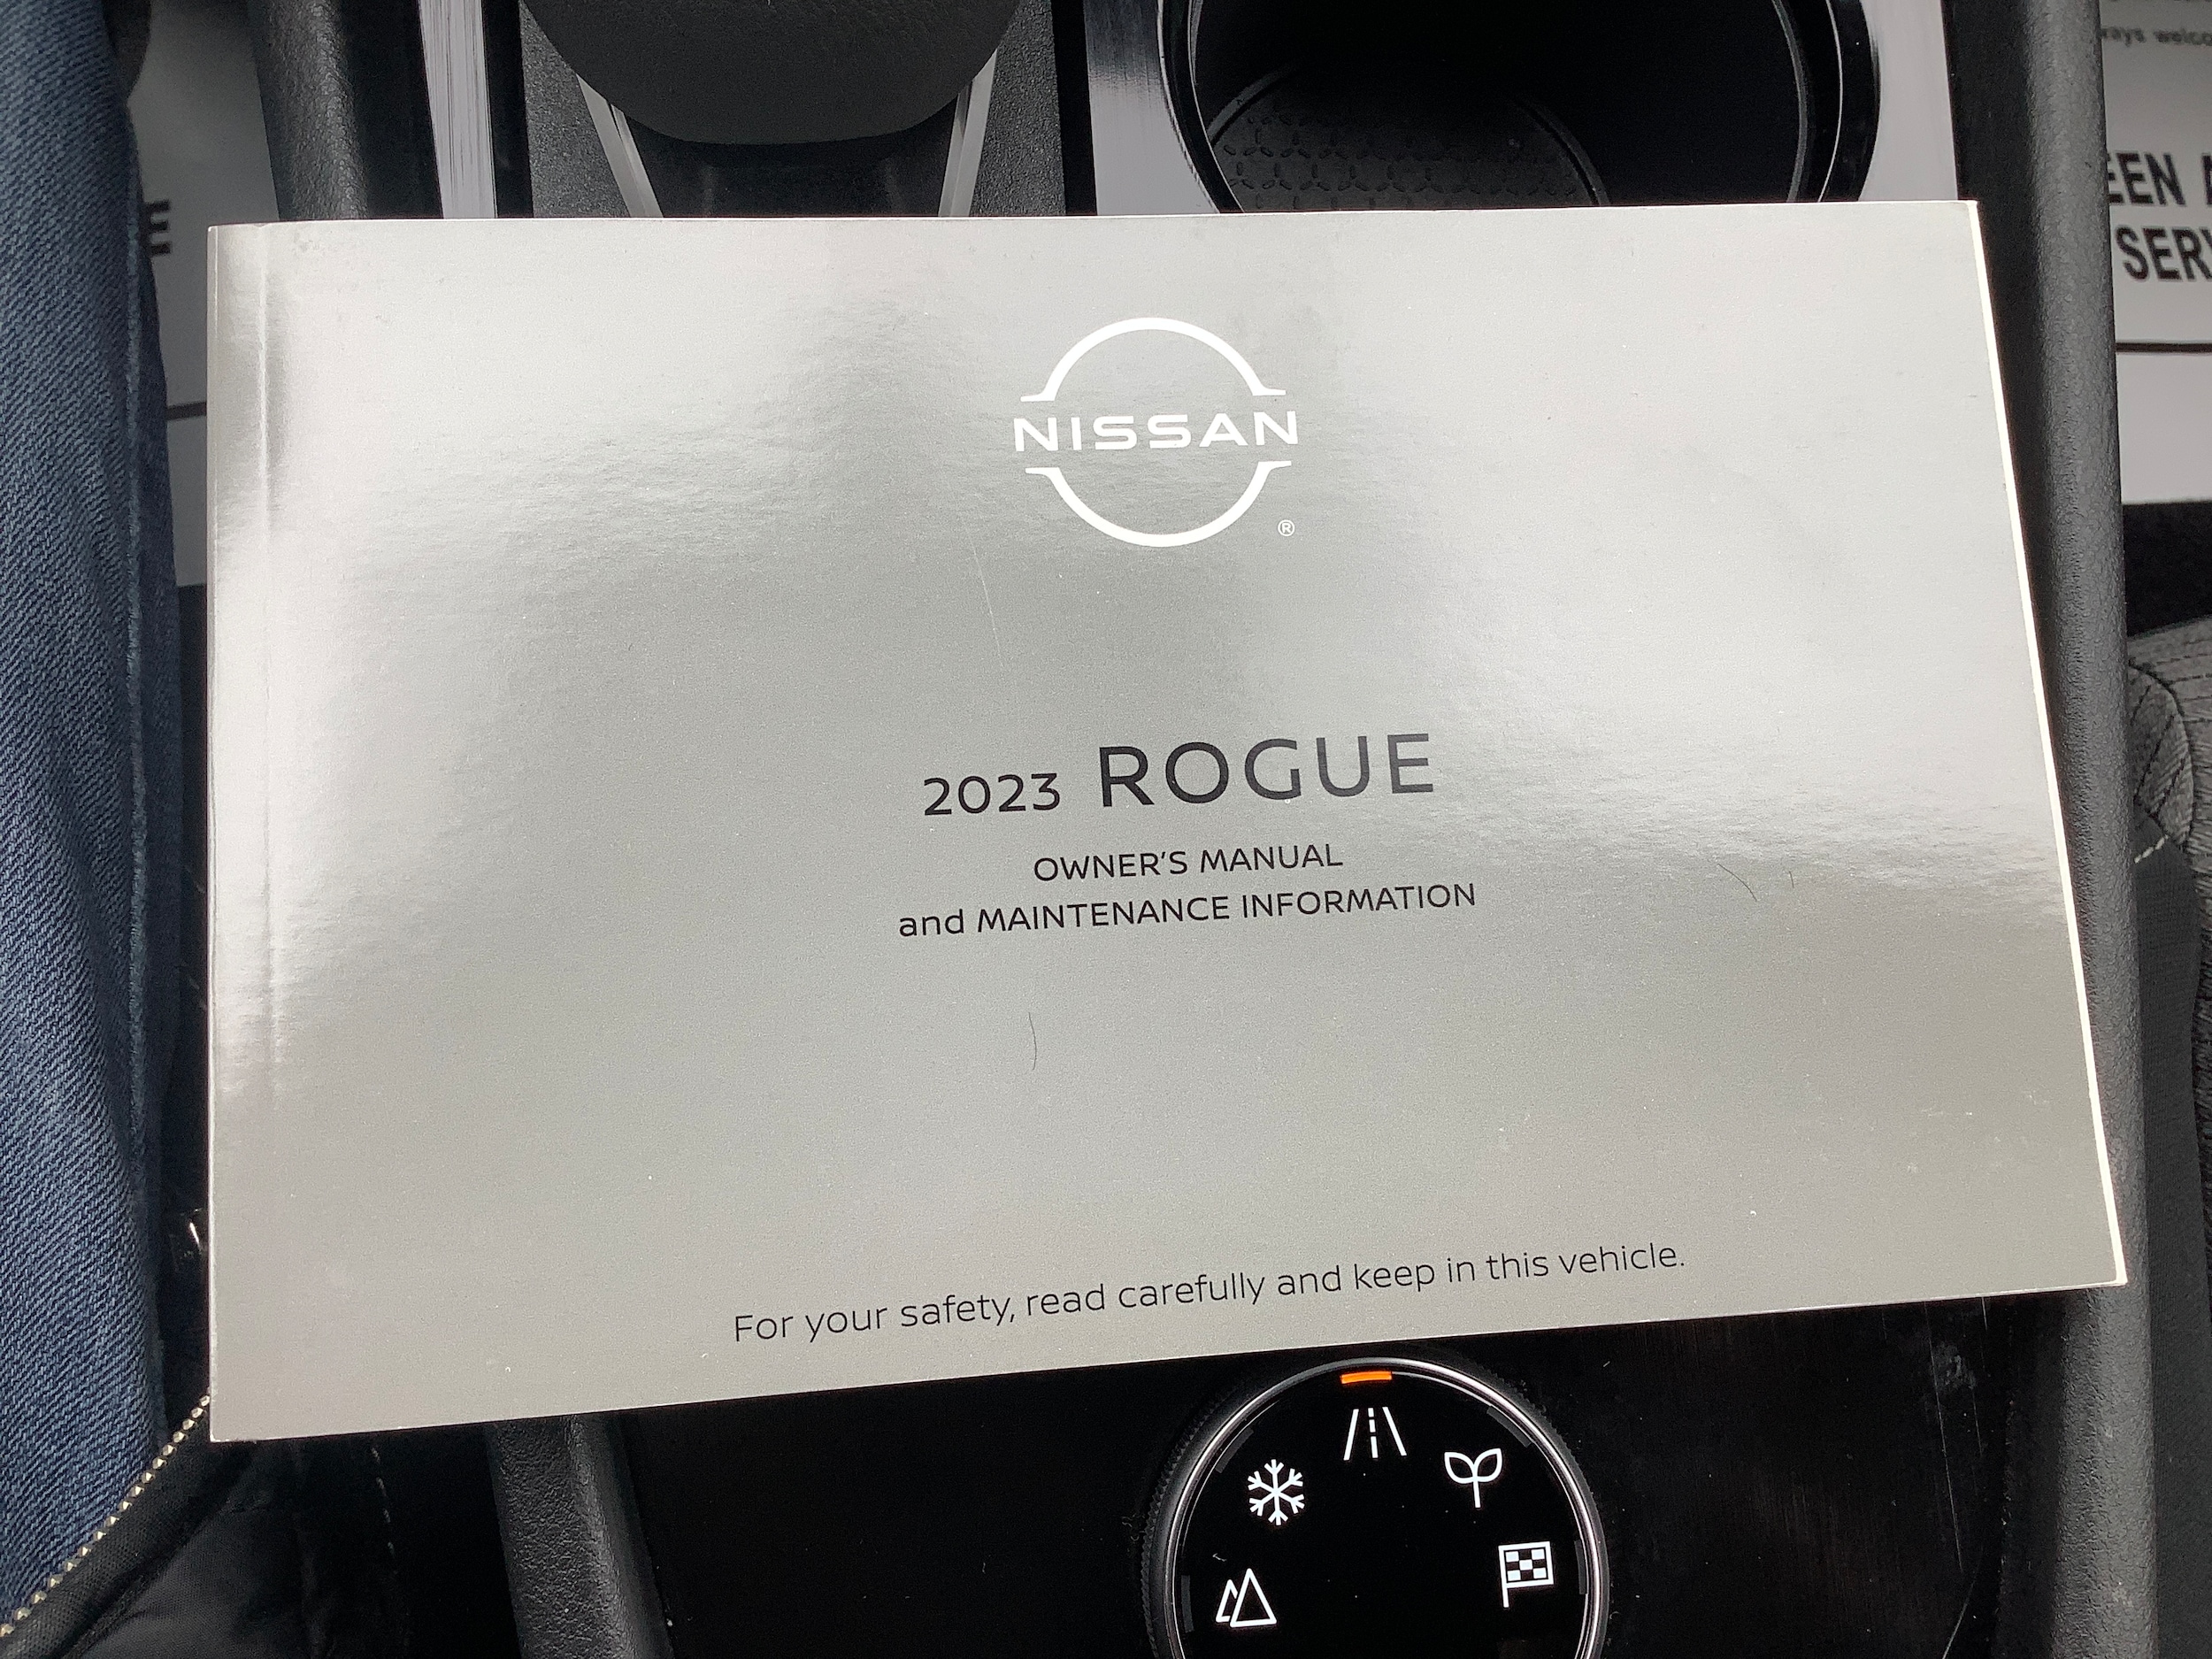 NISSAN
®
2023 ROGUE
OWNER'S MANUAL
and MAINTENANCE INFORMATION
For your safety, read carefully and keep in this vehicle.